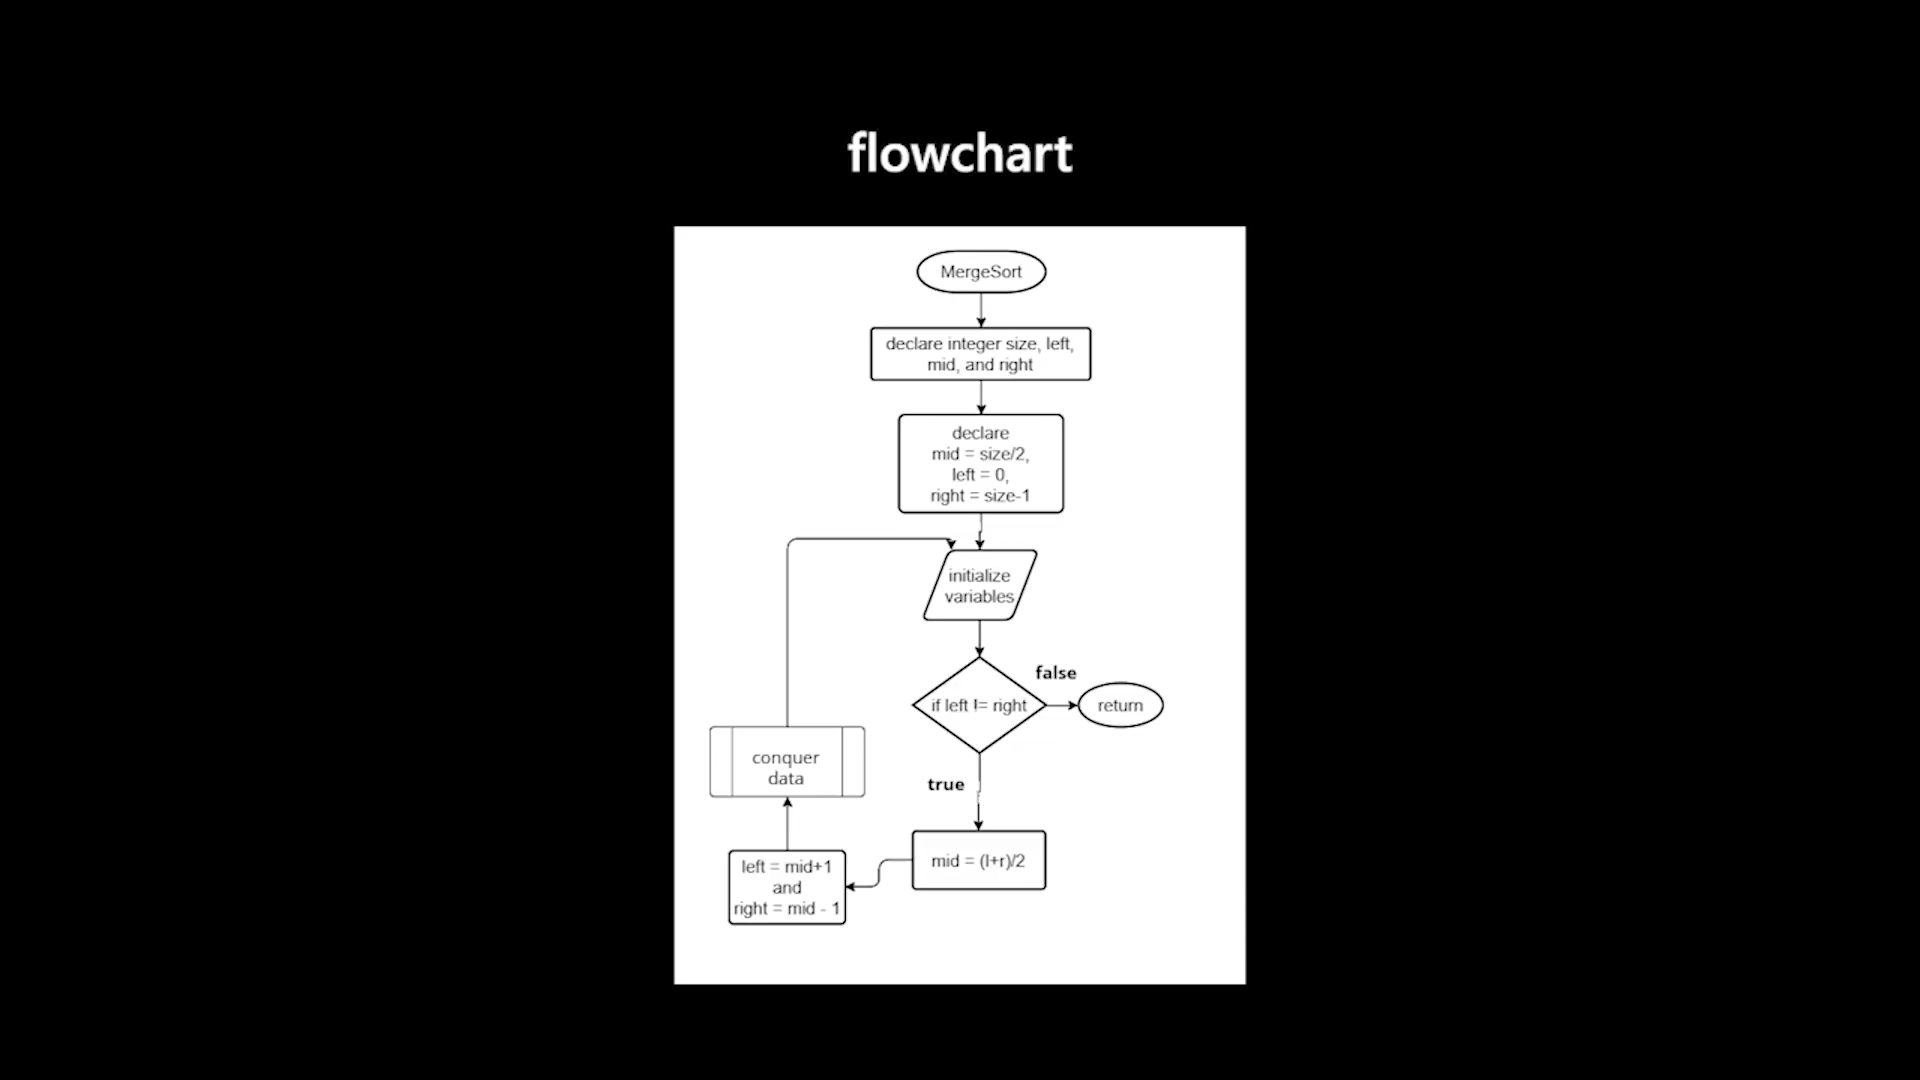 flowchart
MergeSort
declare integer size, left,
mid, and right
declare
mid = size/2,
left = 0,
right = size-1
initialize
variables
false
if left != right
return
conquer
data
true
mid = (l+r)/2
left = mid+1
and
right = mid - 1